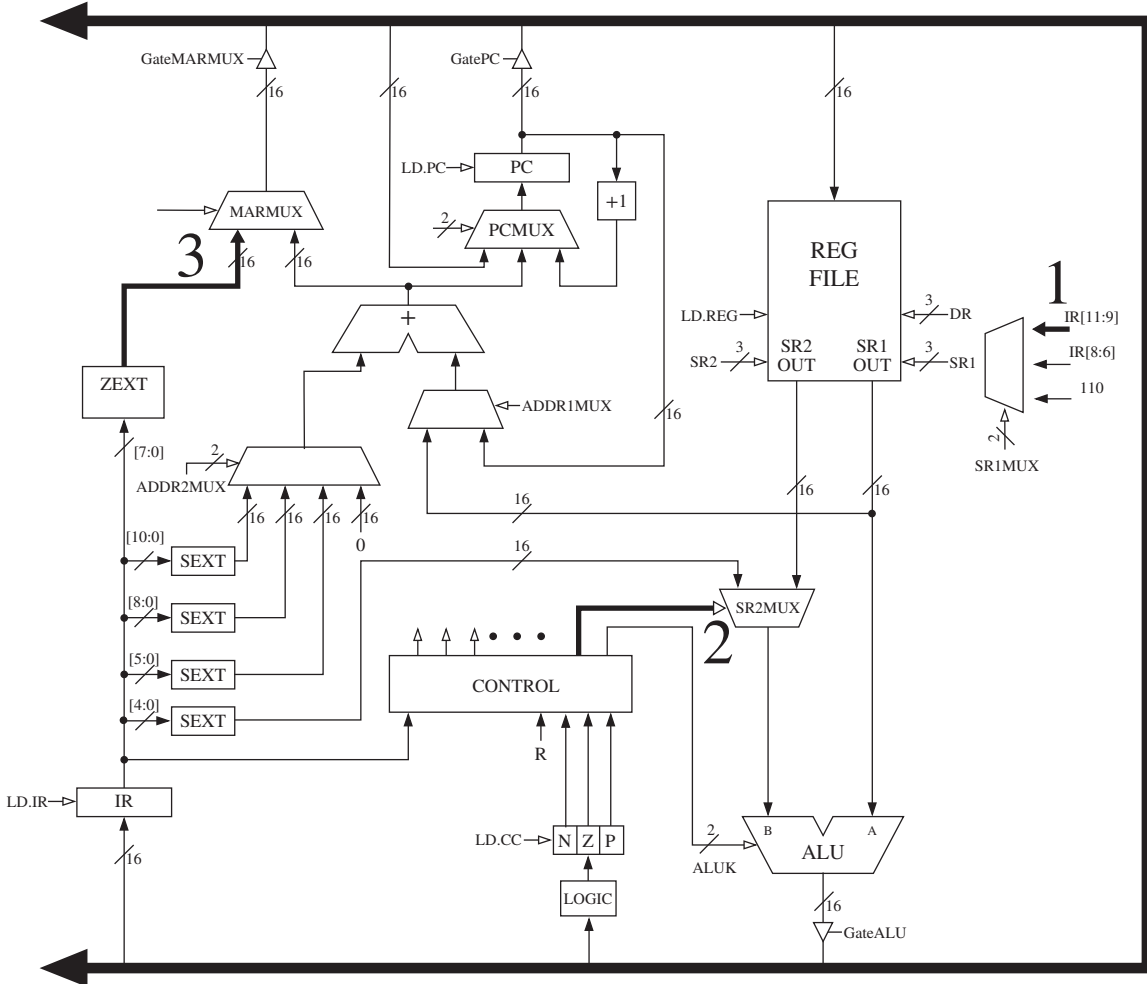 GateMARMUX
GatePC
16
16
16
16
LD.PC
PC
+1
MARMUX
2
PCMUX
3
16
16
REG
FILE
1
LD.REG
3
DR
IR[11:9]
+
SR2
3
SR2
OUT
SR1
OUT
3
SR1
IR[8:6]
110
ZEXT
ADDR1MUX
16
2
SR1MUX
[7:0]
2
ADDR2MUX
16
16
16
16
16
16
16
0
[10:0]
SEXT
16
[8:0]
SEXT
SR2MUX
2
[5:0]
SEXT
CONTROL
[4:0]
SEXT
R
LD.IR
IR
LD.CC
N Z P
2
ALUK
B
A
ALU
16
LOGIC
16
GateALU